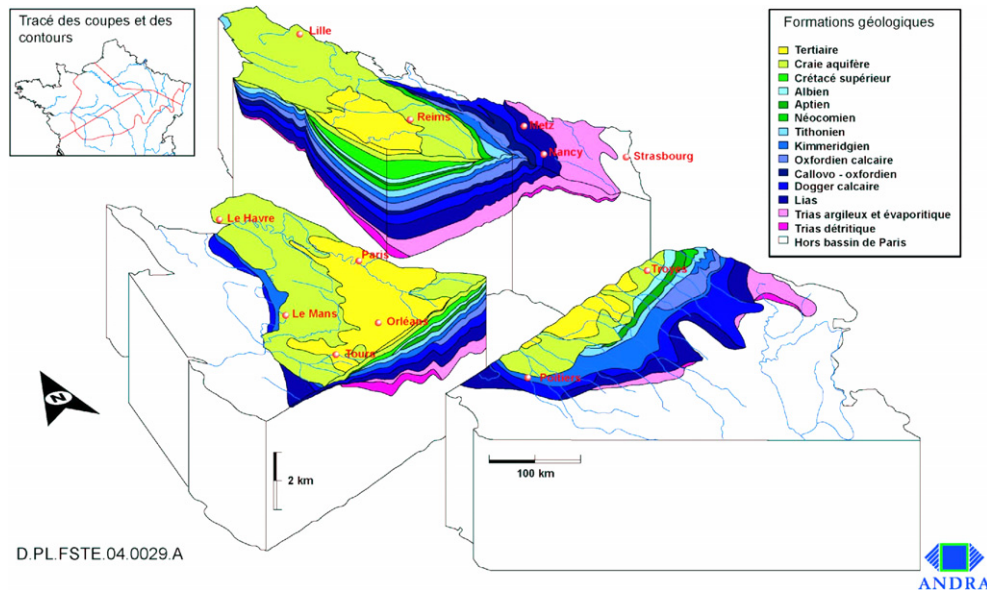 Tracé des coupes et des
contours
Lille
Reims
Metz
Nancy
Strasbourg
Formations géologiques
Tertiaire
Craie aquifère
Crétacé supérieur
Albien
Aptien
Néocomien
Tithonien
Kimmeridgien
Oxfordien calcaire
Callovo - oxfordien
Dogger calcaire
Lias
Trias argileux et évaporitique
Trias détritique
Hors bassin de Paris
Le Havre
Paris
Le Mans
Orléans
Tours
Troyes
Poitiers
N
2 km
100 km
D.PL.FSTE.04.0029.A
ANDRA